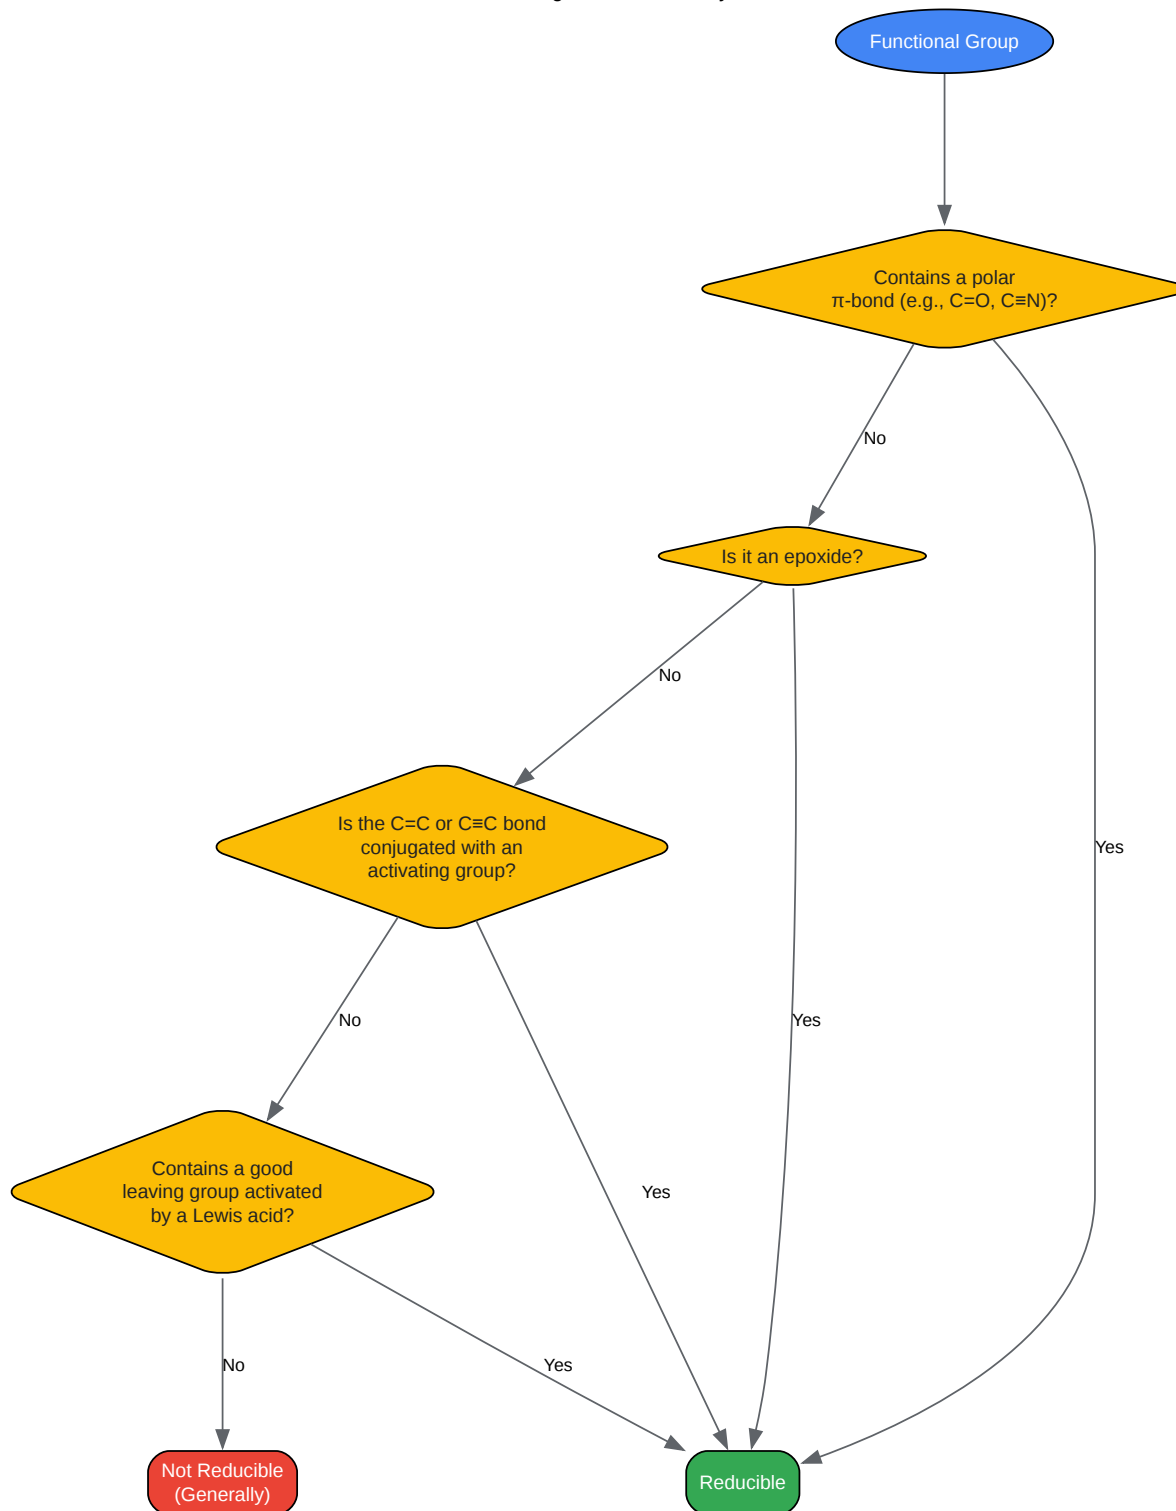 Functional Group
Contains a polar
π-bond (e.g., C=O, C≡N)?
No
Is it an epoxide?
No
Is the C=C or C≡C bond
conjugated with an
activating group?
Yes
No
Yes
Contains a good
leaving group activated
by a Lewis acid?
Yes
No
Yes
Not Reducible
(Generally)
Reducible